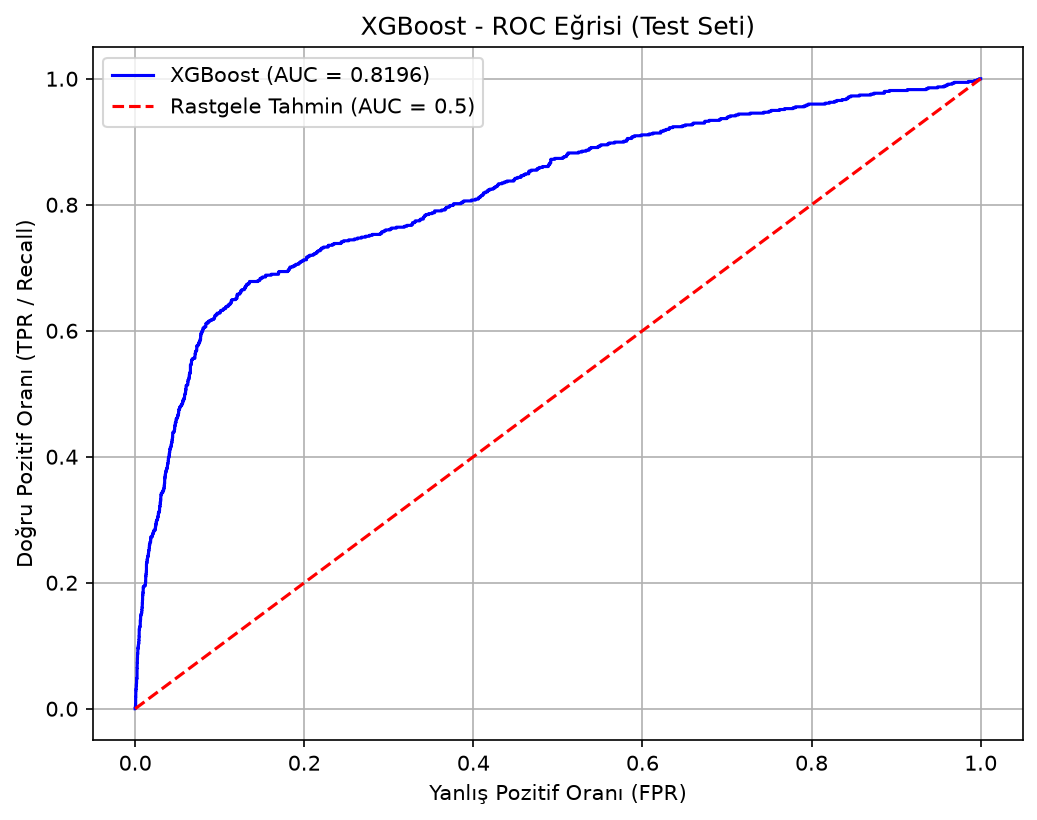 XGBoost - ROC Eğrisi (Test Seti)
XGBoost (AUC = 0.8196)
Rastgele Tahmin (AUC = 0.5)
Doğru Pozitif Oranı (TPR / Recall)
1.0
0.8
0.6
0.4
0.2
0.0
0.0 0.2 0.4 0.6 0.8 1.0
Yanlış Pozitif Oranı (FPR)